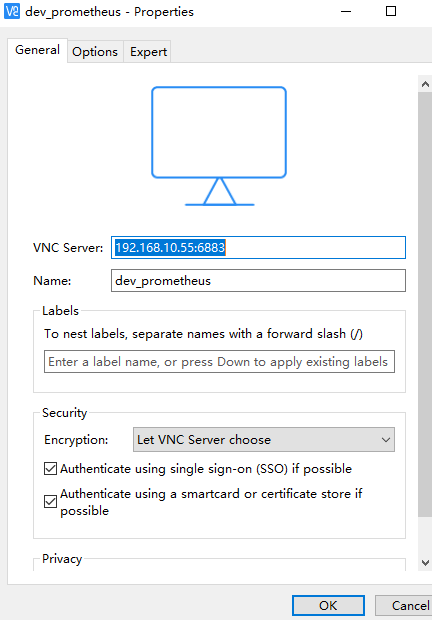 dev_prometheus - Properties
General
Options
Expert
VNC Server:
192.168.10.55:6883
Name:
dev_prometheus
Labels
To nest labels, separate names with a forward slash (/)
Enter a label name, or press Down to apply existing labels
Security
Encryption:
Let VNC Server choose
Authenticate using single sign-on (SSO) if possible
Authenticate using a smartcard or certificate store if
possible
Privacy
OK
Cancel